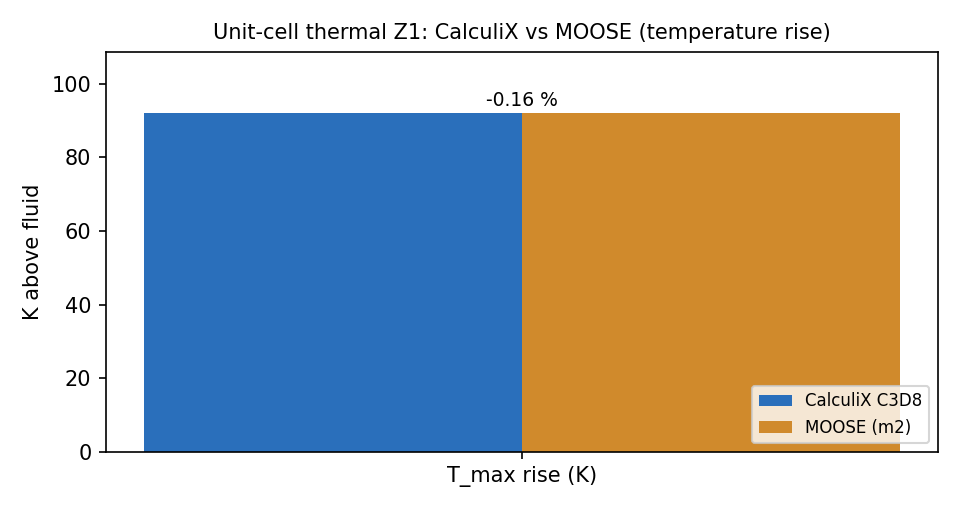 Unit-cell thermal Z1: CalculiX vs MOOSE (temperature rise)
K above fluid
100
80
60
40
20
0
-0.16 %
CalculiX C3D8
MOOSE (m2)
T_max rise (K)